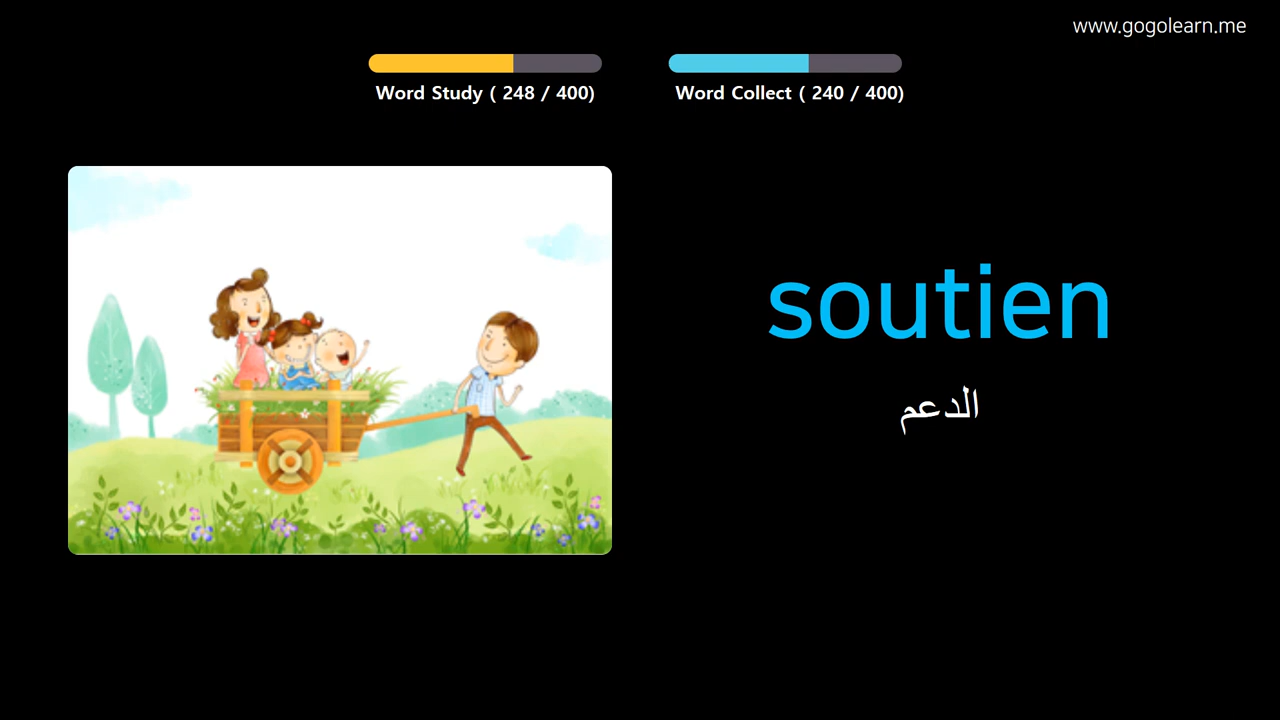 www.gogolearn.me
Word Study ( 248 / 400)
Word Collect ( 240 / 400)
soutien
الدعم